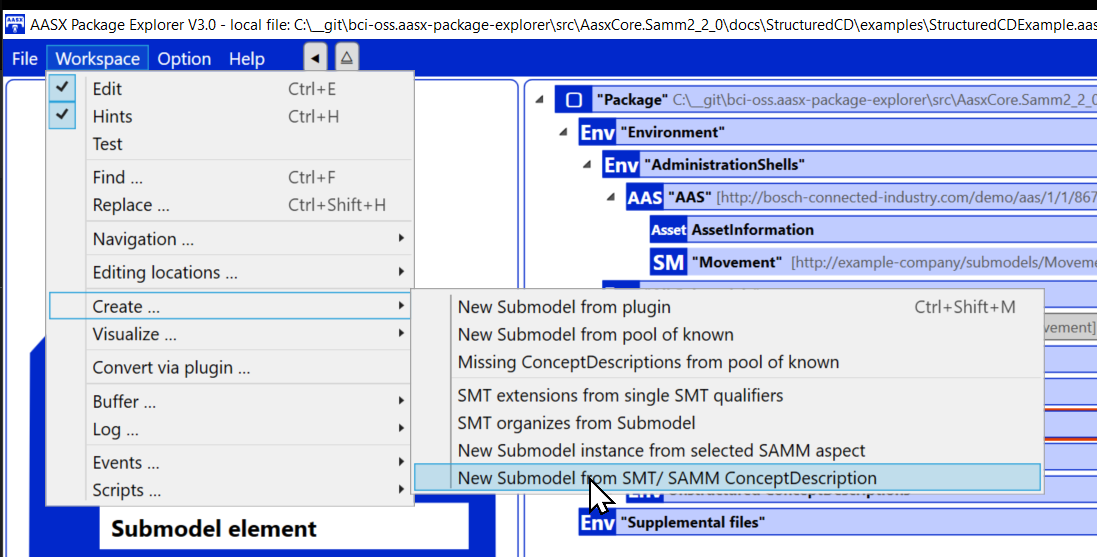 AASX Package Explorer V3.0 - local file: C:\__git\bci-oss.aasx-package-explorer\src\AasxCore.Samm2_2_0\docs\StructuredCD\examples\StructuredCDExample.aas
File Workspace Option Help
Edit Ctrl+E
Hints Ctrl+H
Test
Find ... Ctrl+F
Replace ... Ctrl+Shift+H
Navigation ...
Editing locations ...
Create ...
Visualize ...
Convert via plugin ...
Buffer ...
Log ...
Events ...
Scripts ...
Submodel element
New Submodel from plugin Ctrl+Shift+M
New Submodel from pool of known
Missing ConceptDescriptions from pool of known
SMT extensions from single SMT qualifiers
SMT organizes from Submodel
New Submodel instance from selected SAMM aspect
New Submodel from SMT/ SAMM ConceptDescription
"Package" C:\__git\bci-oss.aasx-package-explorer\src\AasxCore.Samm2_2_0
Env "Environment"
Env "AdministrationShells"
AAS "AAS" [http://bosch-connected-industry.com/demo/aas/1/1/867
Asset AssetInformation
SM "Movement" [http://example-company/submodels/Moveme
vement]
Env "Supplemental files"